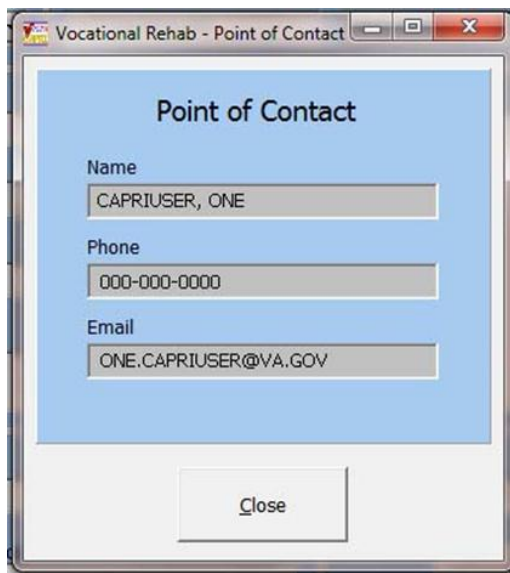 Vocational Rehab - Point of Contact
Point of Contact
Name
CAPRIUSER, ONE
Phone
000-000-0000
Email
ONE.CAPRIUSER@VA.GOV
Close